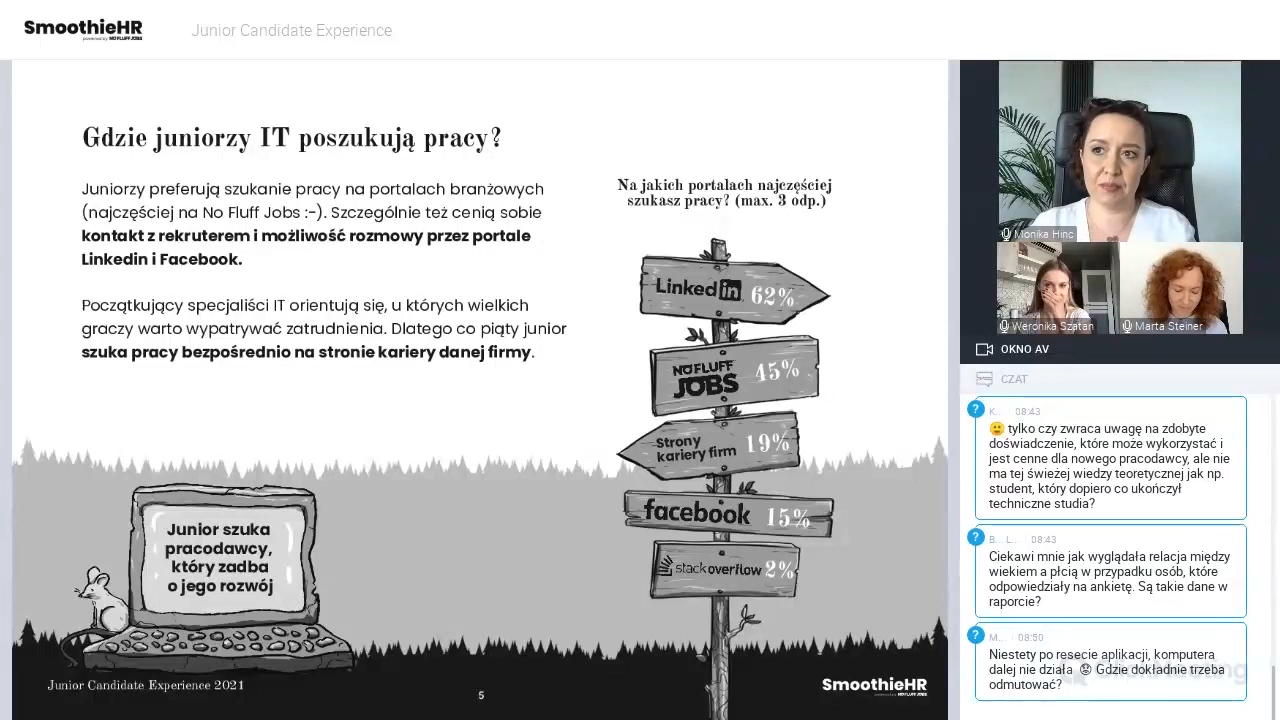 SmoothieHR
powered by NO FLUFF JOBS
Junior Candidate Experience
Gdzie juniorzy IT poszukują pracy?
Juniorzy preferują szukanie pracy na portalach branżowych
(najczęściej na No Fluff Jobs :-). Szczególnie też cenią sobie
kontakt z rekruterem i możliwość rozmowy przez portale
Linkedin i Facebook.
Początkujący specjaliści IT orientują się, u których wielkich
graczy warto wypatrywać zatrudnienia. Dlatego co piąty junior
szuka pracy bezpośrednio na stronie kariery danej firmy.
Na jakich portalach najczęściej
szukasz pracy? (max. 3 odp.)
Linkedin 62%
NO FLUFF
JOBS 45%
Strony
kariery firm 19%
facebook 15%
stackoverflow 2%
Junior szuka
pracodawcy,
który zadba
o jego rozwój
Junior Candidate Experience 2021
5
SmoothieHR
Monika Hinc
Weronika Szatan
Marta Steiner
OKNO AV
CZAT
? K... 08:43
🙂 tylko czy zwraca uwagę na zdobyte
doświadczenie, które może wykorzystać i
jest cenne dla nowego pracodawcy, ale nie
ma tej świeżej wiedzy teoretycznej jak np.
student, który dopiero co ukończył
techniczne studia?
? B... L... 08:43
Ciekawi mnie jak wyglądała relacja między
wiekiem a płcią w przypadku osób, które
odpowiedziały na ankietę. Są takie dane w
raporcie?
? M... 08:50
Niestety po resecie aplikacji, komputera
dalej nie działa 😟 Gdzie dokładnie trzeba
odmutować?